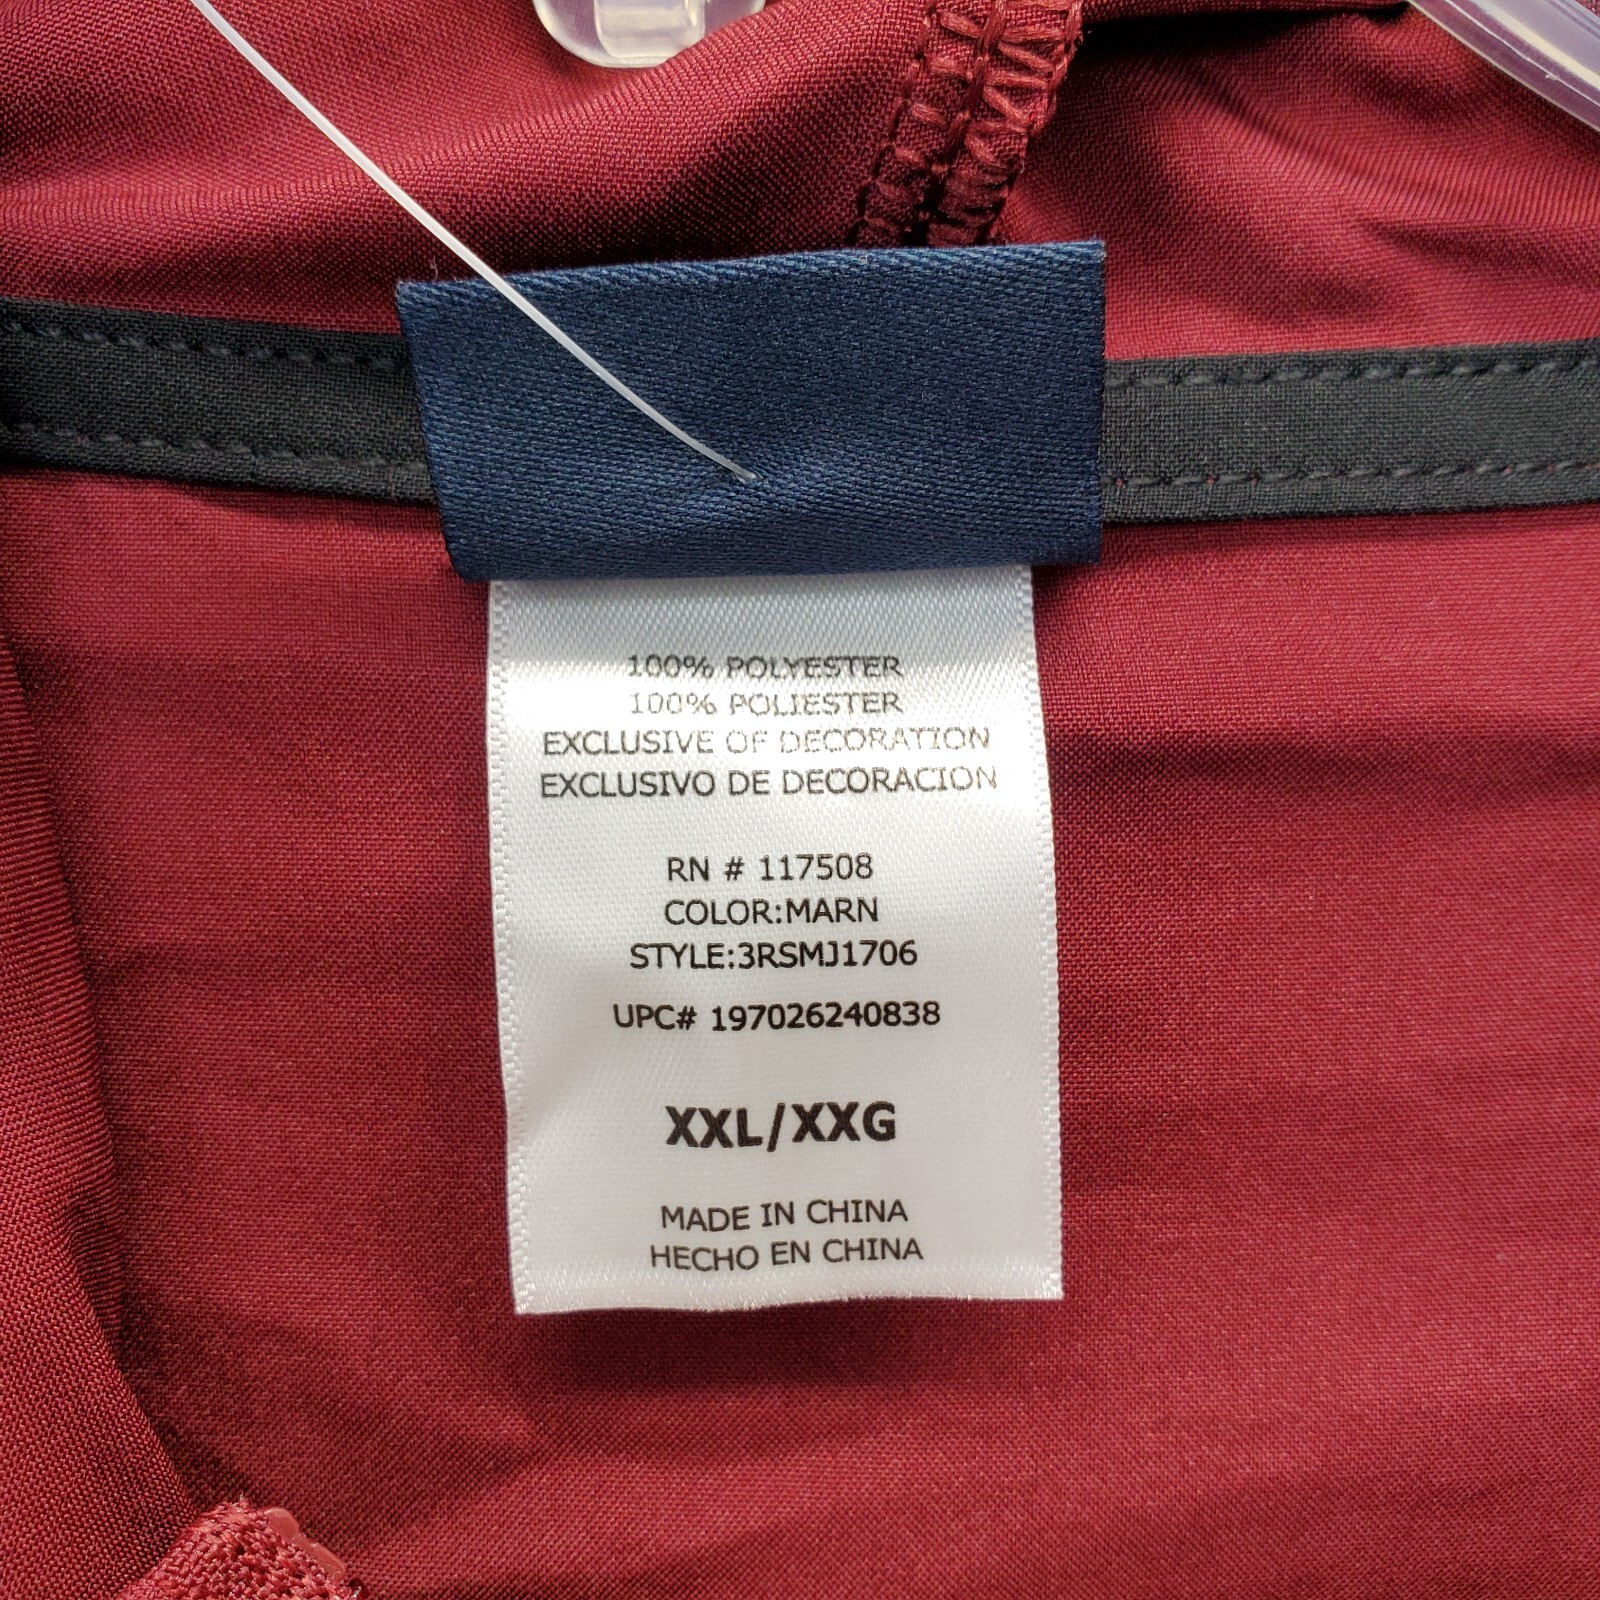 100% POLYESTER
100% POLIESTER
EXCLUSIVE OF DECORATION
EXCLUSIVO DE DECORACION
RN # 117508
COLOR:MARN
STYLE:3RSMJ1706
UPC# 197026240838
XXL/XXG
MADE IN CHINA
HECHO EN CHINA